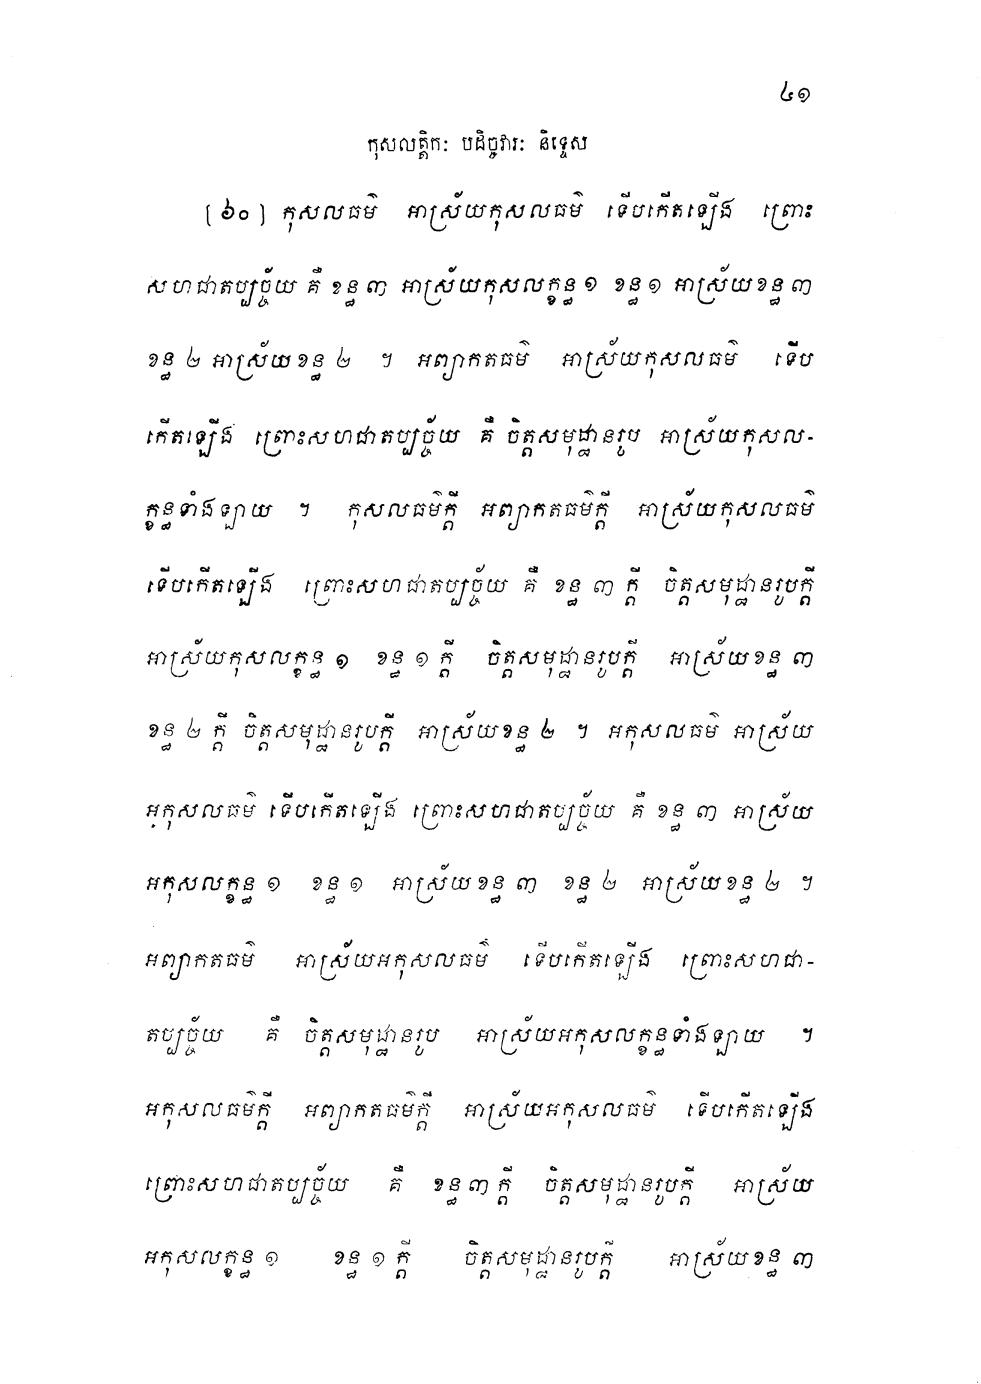 ៤១
កុសលត្តិកៈ បដិច្ចវារៈ និទ្ទេស
[៦០] កុសលធម៌ អាស្រ័យកុសលធម៌ ទើបកើតឡើង ព្រោះ
សហជាតប្បច្ច័យ គឺ ខន្ធ ៣ អាស្រ័យកុសលក្ខន្ធ ១ ខន្ធ ១ អាស្រ័យខន្ធ ៣
ខន្ធ ២ អាស្រ័យខន្ធ ២ ។ អព្យាកតធម៌ អាស្រ័យកុសលធម៌ ទើប
កើតឡើង ព្រោះសហជាតប្បច្ច័យ គឺ ចិត្តសមុដ្ឋានរូប អាស្រ័យកុសល-
ក្ខន្ធទាំងឡាយ ។ កុសលធម៌ក្តី អព្យាកតធម៌ក្តី អាស្រ័យកុសលធម៌
ទើបកើតឡើង ព្រោះសហជាតប្បច្ច័យ គឺ ខន្ធ ៣ ក្តី ចិត្តសមុដ្ឋានរូបក្តី
អាស្រ័យកុសលក្ខន្ធ ១ ខន្ធ ១ ក្តី ចិត្តសមុដ្ឋានរូបក្តី អាស្រ័យខន្ធ ៣
ខន្ធ ២ ក្តី ចិត្តសមុដ្ឋានរូបក្តី អាស្រ័យខន្ធ ២ ។ អកុសលធម៌ អាស្រ័យ
អកុសលធម៌ ទើបកើតឡើង ព្រោះសហជាតប្បច្ច័យ គឺ ខន្ធ ៣ អាស្រ័យ
អកុសលក្ខន្ធ ១ ខន្ធ ១ អាស្រ័យខន្ធ ៣ ខន្ធ ២ អាស្រ័យខន្ធ ២ ។
អព្យាកតធម៌ អាស្រ័យអកុសលធម៌ ទើបកើតឡើង ព្រោះសហជា-
តប្បច្ច័យ គឺ ចិត្តសមុដ្ឋានរូប អាស្រ័យអកុសលក្ខន្ធទាំងឡាយ ។
អកុសលធម៌ក្តី អព្យាកតធម៌ក្តី អាស្រ័យអកុសលធម៌ ទើបកើតឡើង
ព្រោះសហជាតប្បច្ច័យ គឺ ខន្ធ ៣ ក្តី ចិត្តសមុដ្ឋានរូបក្តី អាស្រ័យ
អកុសលក្ខន្ធ ១ ខន្ធ ១ ក្តី ចិត្តសមុដ្ឋានរូបក្តី អាស្រ័យខន្ធ ៣